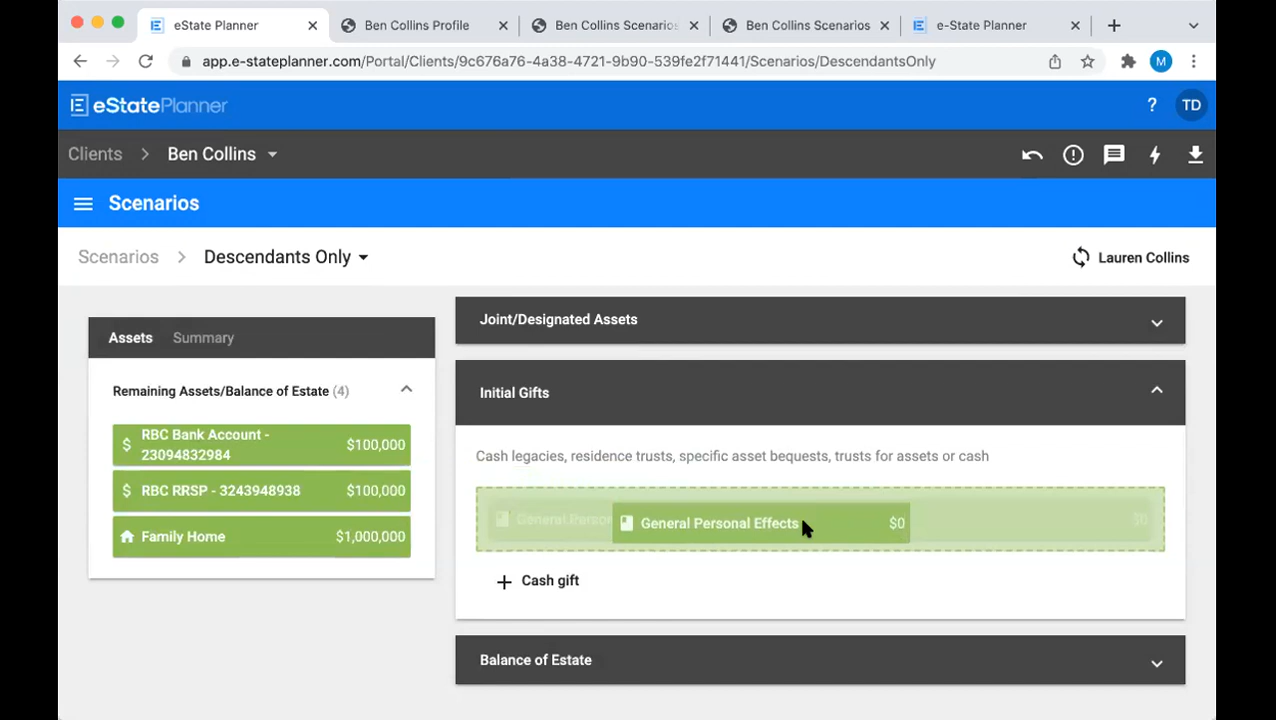 eState Planner
Ben Collins Profile
Ben Collins Scenarios
Ben Collins Scenarios
e-State Planner
app.e-stateplanner.com/Portal/Clients/9c676a76-4a38-4721-9b90-539fe2f71441/Scenarios/DescendantsOnly
M
eStatePlanner
?
TD
Clients > Ben Collins
Scenarios
Scenarios > Descendants Only
Lauren Collins
Assets Summary
Remaining Assets/Balance of Estate (4)
$ RBC Bank Account -
23094832984 $100,000
$ RBC RRSP - 3243948938 $100,000
Family Home $1,000,000
Joint/Designated Assets
Initial Gifts
Cash legacies, residence trusts, specific asset bequests, trusts for assets or cash
General Personal Effects $0
General Perso $0
+ Cash gift
Balance of Estate